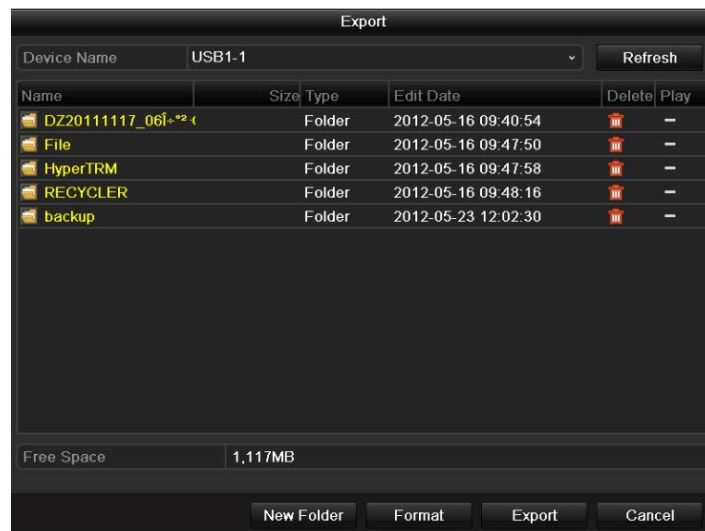 Export
Device Name USB1-1 Refresh
Name Size Type Edit Date Delete Play
DZ20111117_06Î÷°² Folder 2012-05-16 09:40:54
File Folder 2012-05-16 09:47:50
HyperTRM Folder 2012-05-16 09:47:58
RECYCLER Folder 2012-05-16 09:48:16
backup Folder 2012-05-23 12:02:30
Free Space 1,117MB
New Folder Format Export Cancel